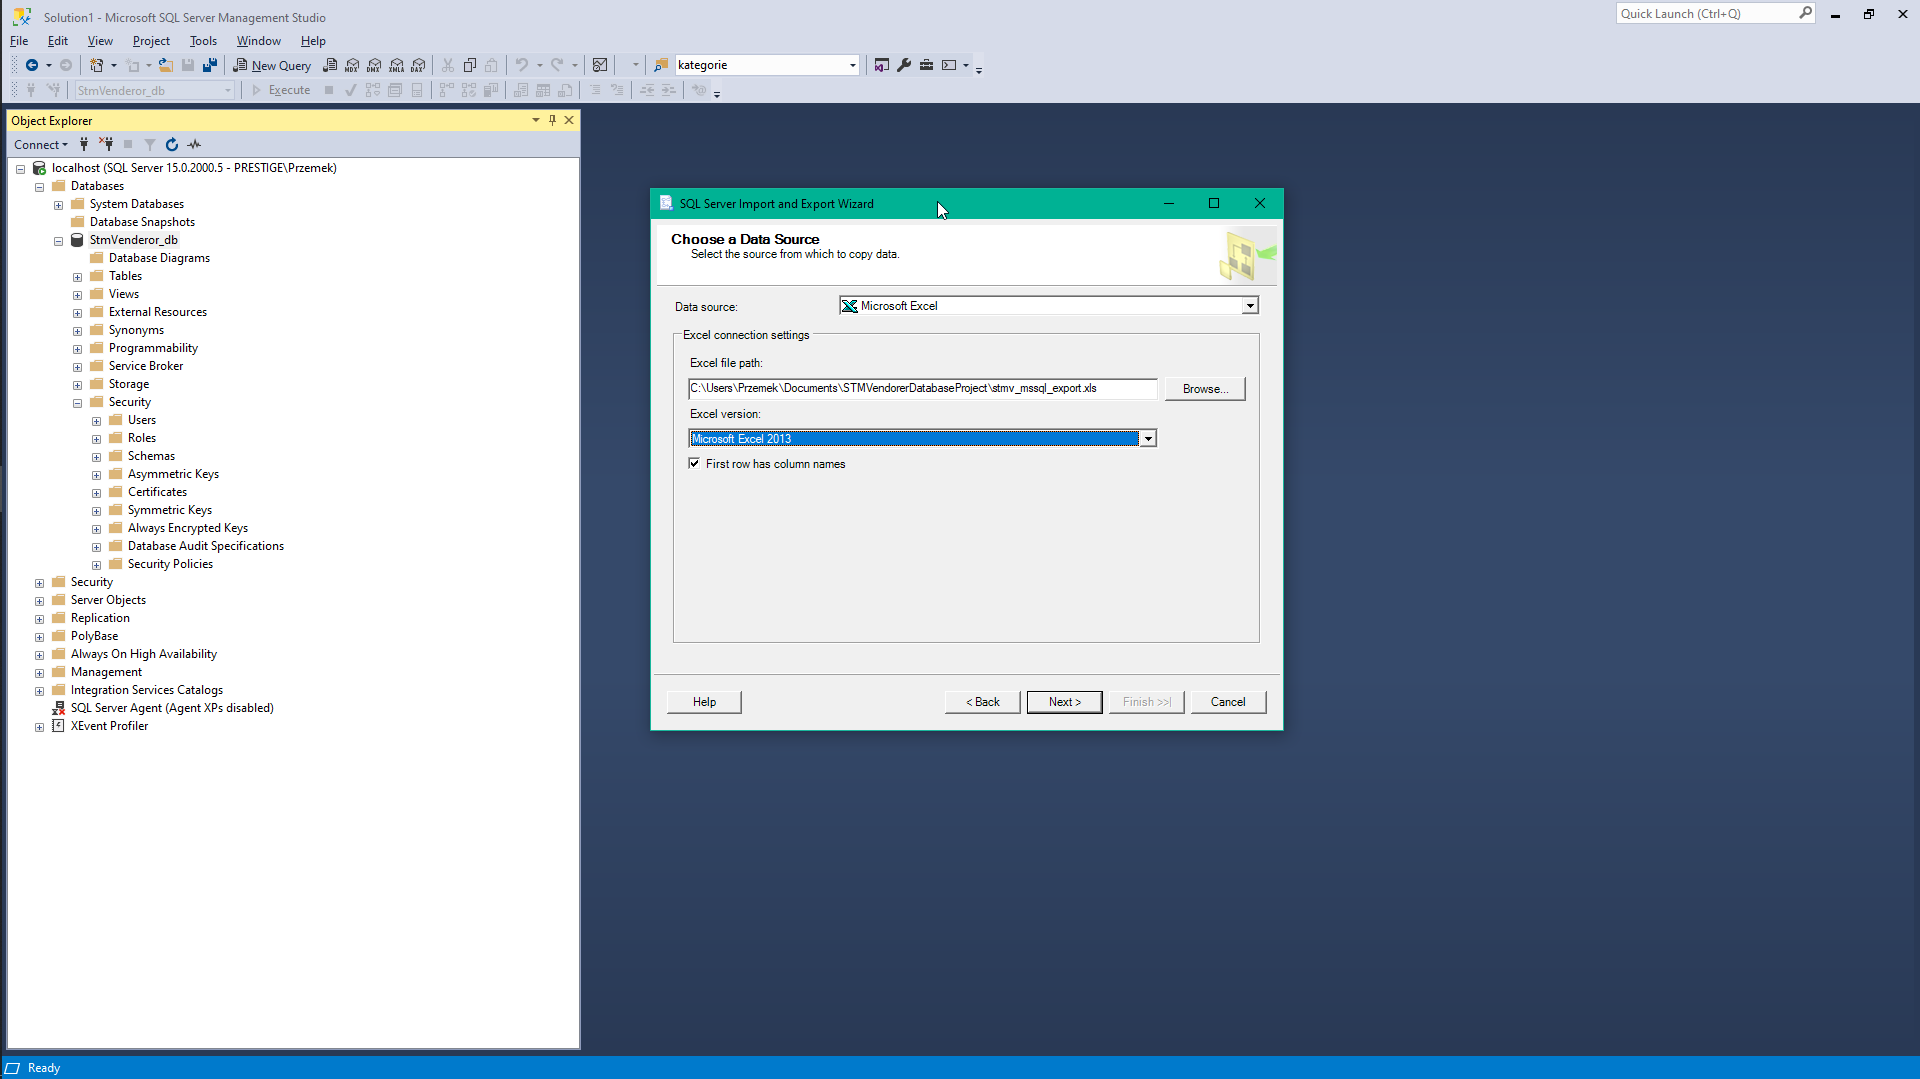 Solution1 - Microsoft SQL Server Management Studio
Quick Launch (Ctrl+Q)
File Edit View Project Tools Window Help
New Query
MDX
DMX
XMLA
DAX
kategorie
StmVenderor_db
Execute
Object Explorer
Connect
localhost (SQL Server 15.0.2000.5 - PRESTIGE\Przemek)
Databases
System Databases
Database Snapshots
StmVenderor_db
Database Diagrams
Tables
Views
External Resources
Synonyms
Programmability
Service Broker
Storage
Security
Users
Roles
Schemas
Asymmetric Keys
Certificates
Symmetric Keys
Always Encrypted Keys
Database Audit Specifications
Security Policies
Security
Server Objects
Replication
PolyBase
Always On High Availability
Management
Integration Services Catalogs
SQL Server Agent (Agent XPs disabled)
XEvent Profiler
SQL Server Import and Export Wizard
Choose a Data Source
Select the source from which to copy data.
Data source:
Microsoft Excel
Excel connection settings
Excel file path:
C:\Users\Przemek\Documents\STMVendorerDatabaseProject\stmv_mssql_export.xls
Browse...
Excel version:
Microsoft Excel 2013
First row has column names
Help
< Back
Next >
Finish >>|
Cancel
Ready